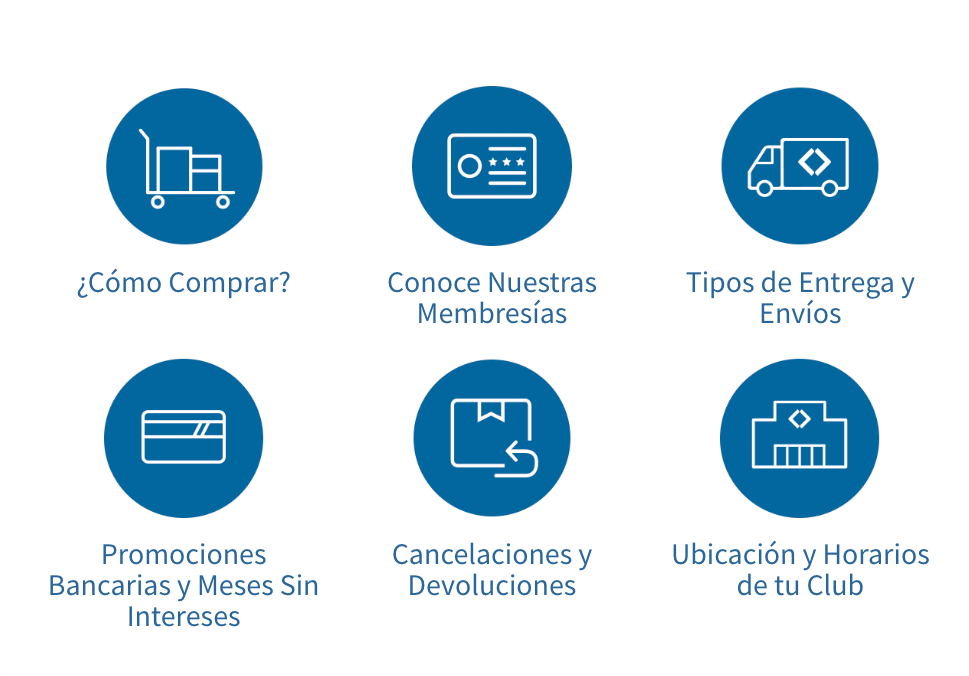 ¿Cómo Comprar?
Conoce Nuestras
Membresías
Tipos de Entrega y
Envíos
Promociones
Bancarias y Meses Sin
Intereses
Cancelaciones y
Devoluciones
Ubicación y Horarios
de tu Club